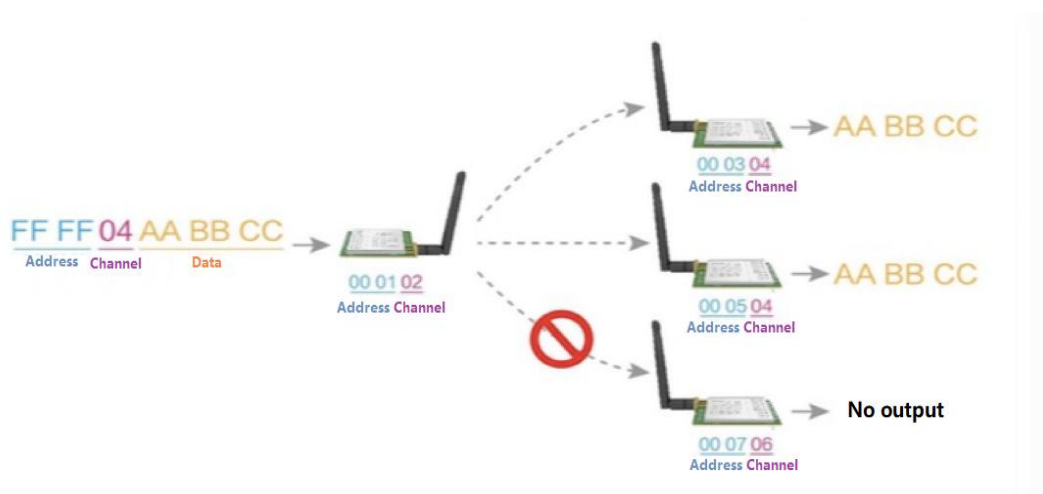 FF FF 04 AA BB CC
Address Channel Data
00 01 02
Address Channel
00 03 04
Address Channel
AA BB CC
00 05 04
Address Channel
AA BB CC
00 07 06
Address Channel
No output